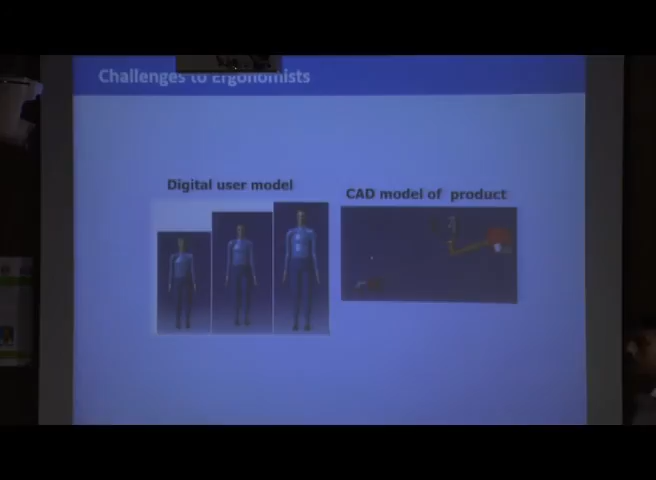 Challenges to Ergonomists
Digital user model
CAD model of product